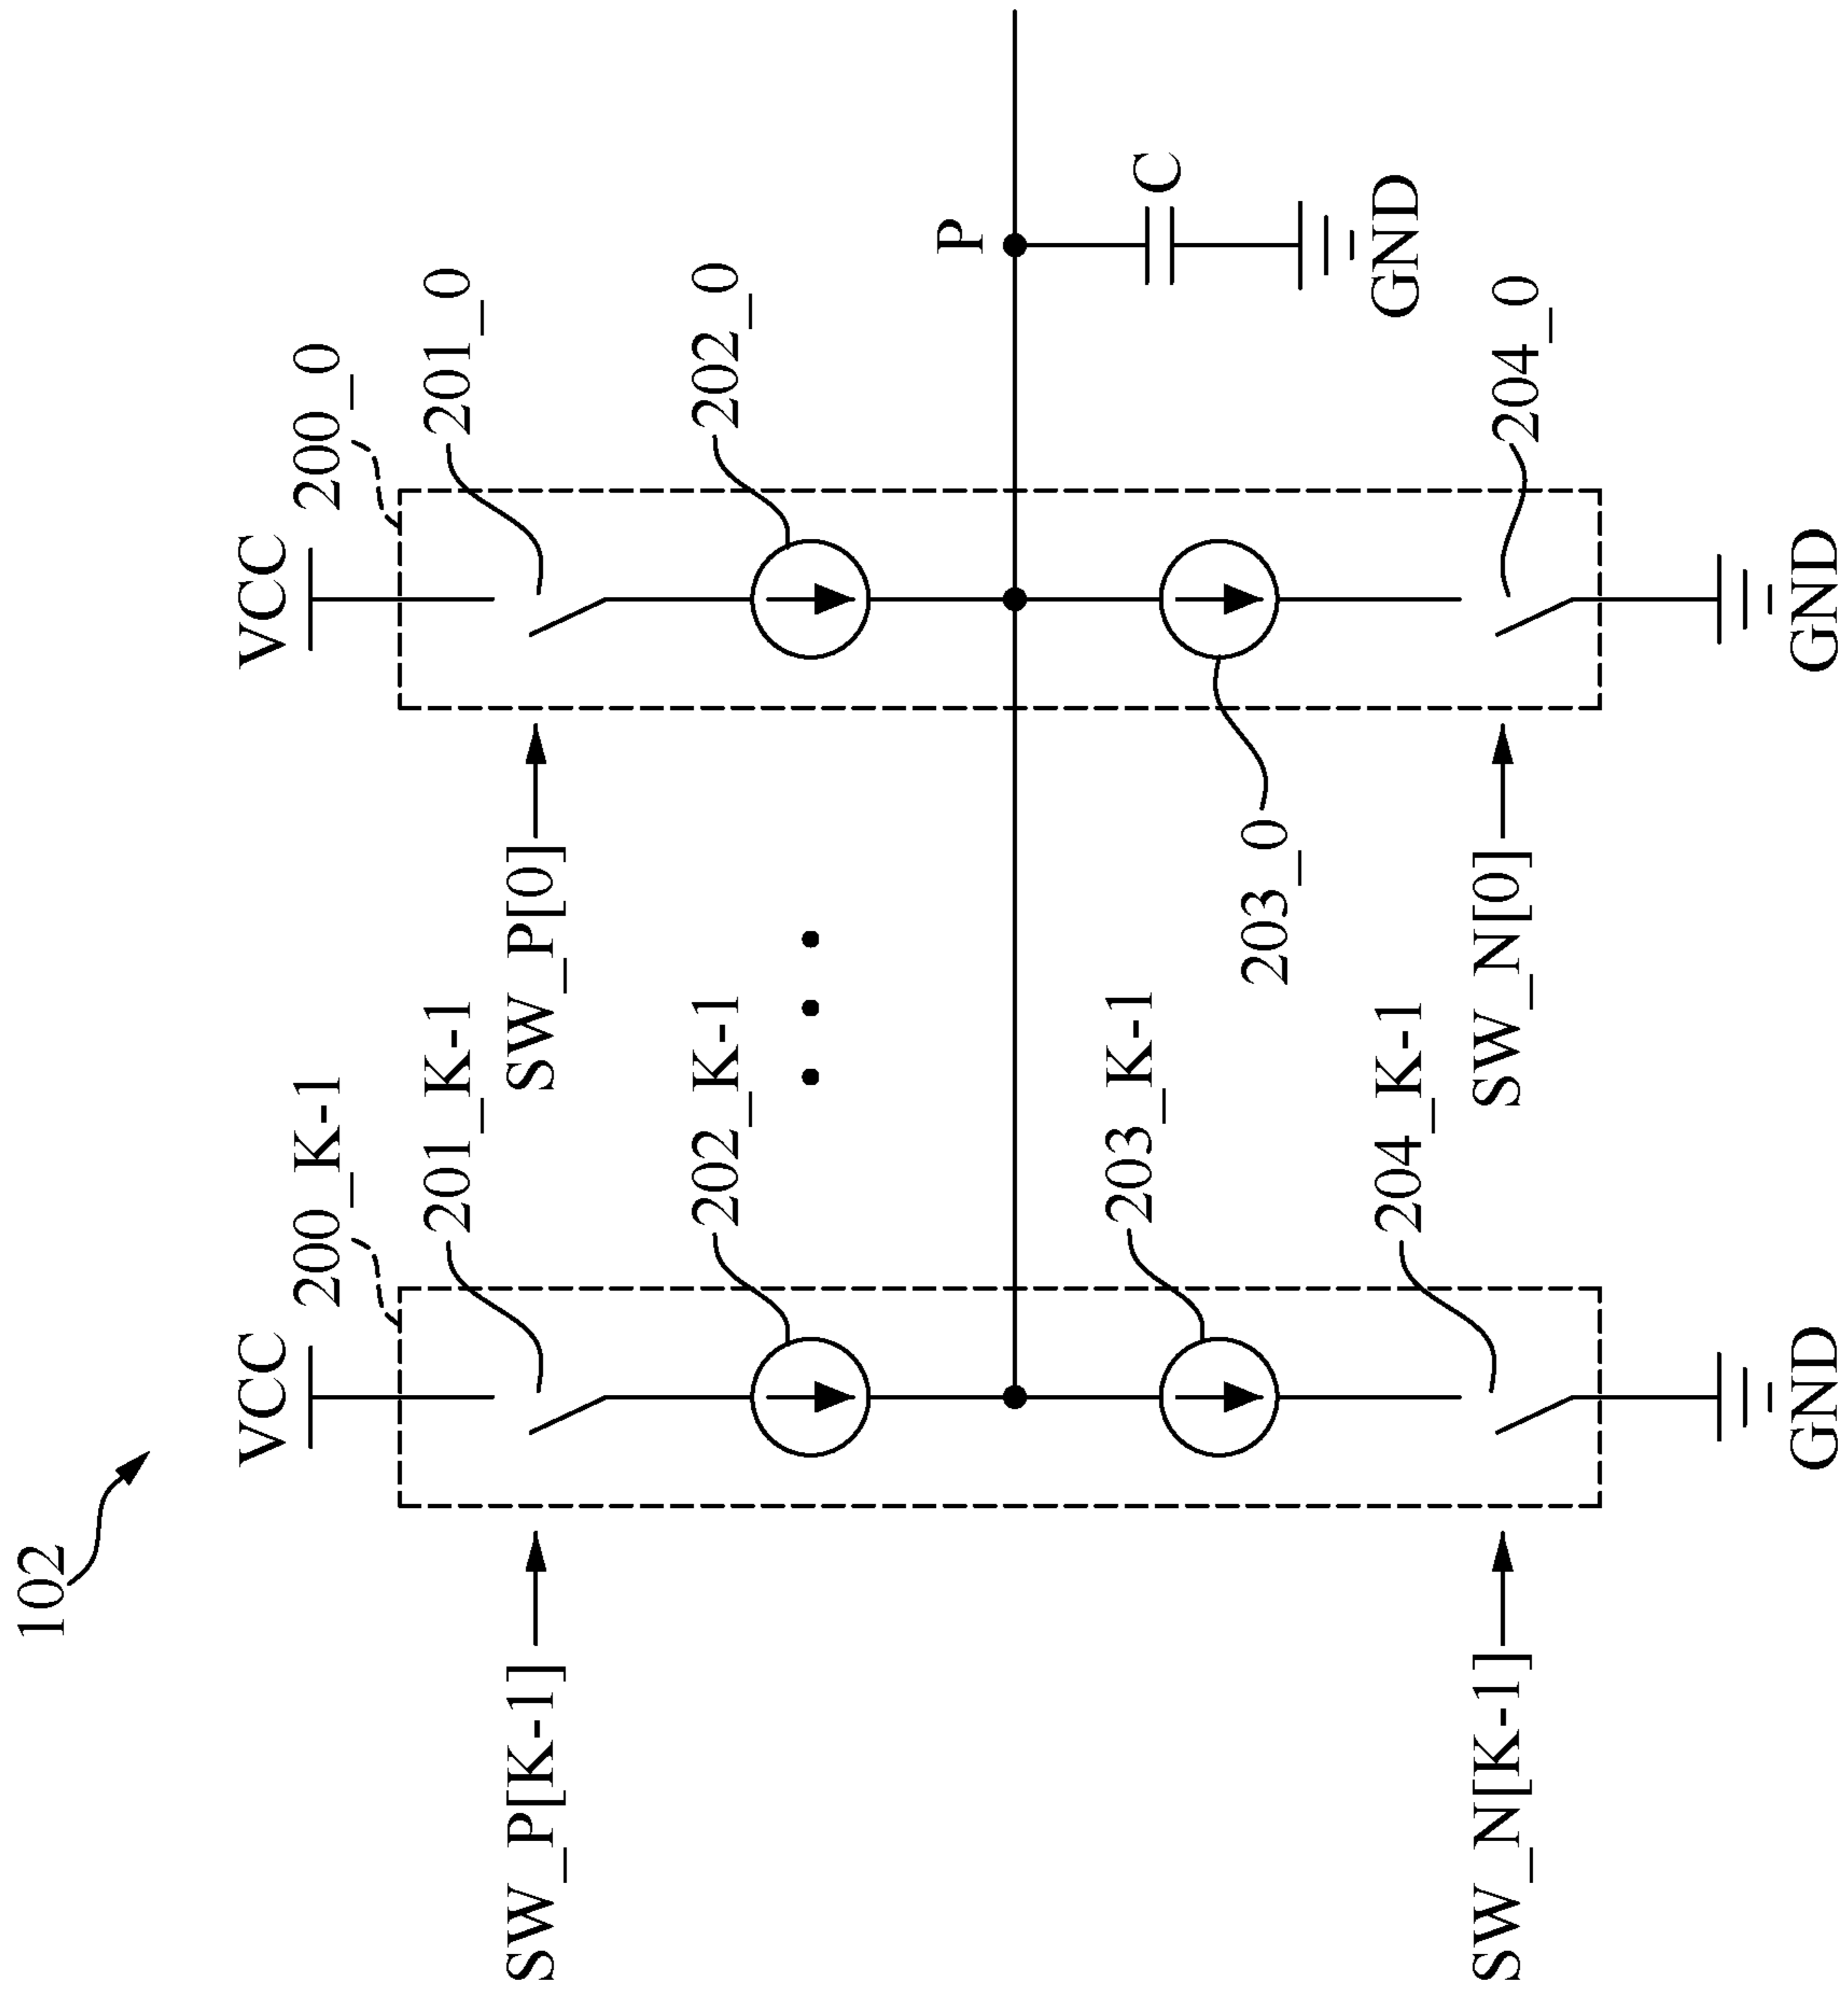 102
VCC
VCC
200_K-1
200_0
201_K-1
201_0
SW_P[K-1]
SW_P[0]
202_K-1
202_0
P
C
203_K-1
203_0
GND
204_K-1
204_0
SW_N[K-1]
SW_N[0]
GND
GND